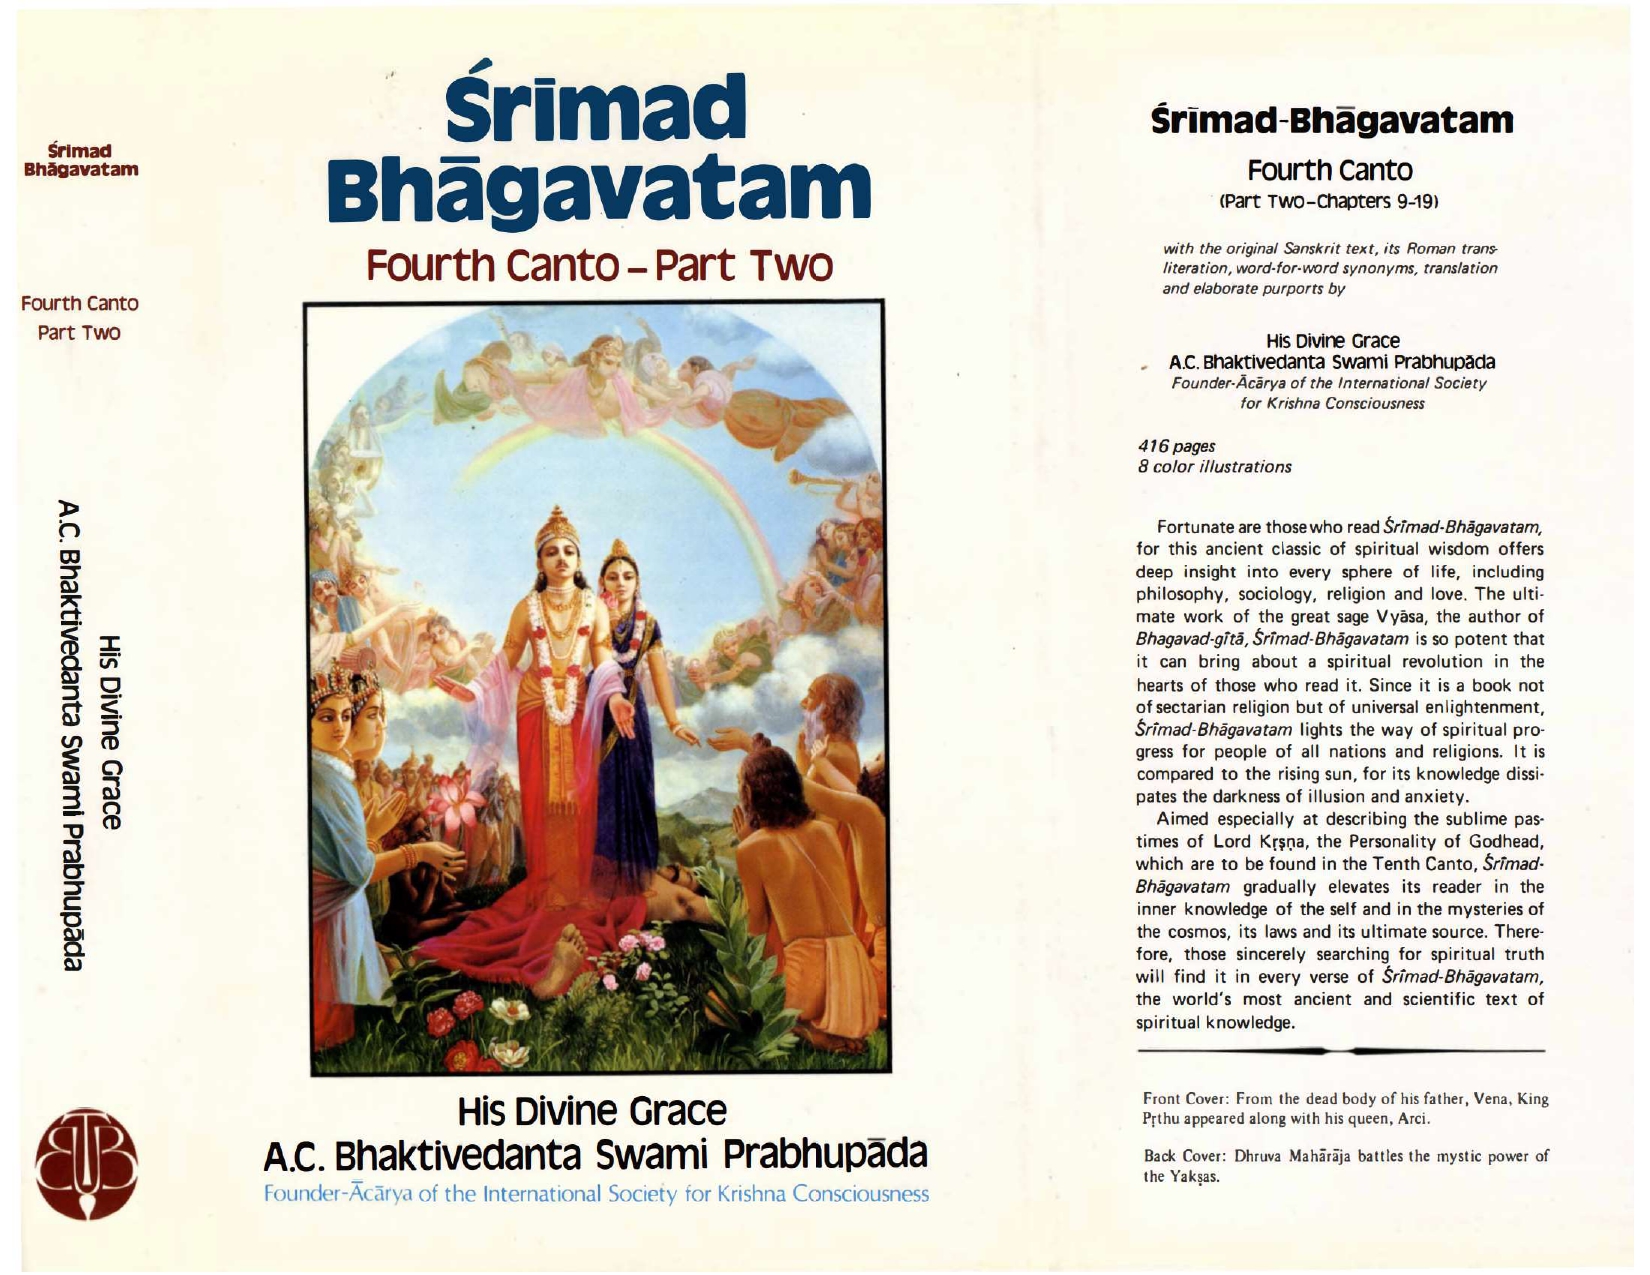 Śrīmad
Bhāgavatam
Fourth Canto
Part Two
His Divine Grace
A.C. Bhaktivedanta Swami Prabhupāda
BTB
Śrīmad
Bhāgavatam
Fourth Canto – Part Two
His Divine Grace
A.C. Bhaktivedanta Swami Prabhupāda
Founder-Ācārya of the International Society for Krishna Consciousness
Śrīmad-Bhāgavatam
Fourth Canto
(Part Two–Chapters 9-19)
with the original Sanskrit text, its Roman trans-
literation, word-for-word synonyms, translation
and elaborate purports by
His Divine Grace
A.C. Bhaktivedanta Swami Prabhupāda
Founder-Ācārya of the International Society
for Krishna Consciousness
416 pages
8 color illustrations
Fortunate are those who read Śrīmad-Bhāgavatam,
for this ancient classic of spiritual wisdom offers
deep insight into every sphere of life, including
philosophy, sociology, religion and love. The ulti-
mate work of the great sage Vyāsa, the author of
Bhagavad-gītā, Śrīmad-Bhāgavatam is so potent that
it can bring about a spiritual revolution in the
hearts of those who read it. Since it is a book not
of sectarian religion but of universal enlightenment,
Śrīmad-Bhāgavatam lights the way of spiritual pro-
gress for people of all nations and religions. It is
compared to the rising sun, for its knowledge dissi-
pates the darkness of illusion and anxiety.
Aimed especially at describing the sublime pas-
times of Lord Kṛṣṇa, the Personality of Godhead,
which are to be found in the Tenth Canto, Śrīmad-
Bhāgavatam gradually elevates its reader in the
inner knowledge of the self and in the mysteries of
the cosmos, its laws and its ultimate source. There-
fore, those sincerely searching for spiritual truth
will find it in every verse of Śrīmad-Bhāgavatam,
the world's most ancient and scientific text of
spiritual knowledge.
Front Cover: From the dead body of his father, Vena, King
Pṛthu appeared along with his queen, Arci.
Back Cover: Dhruva Mahārāja battles the mystic power of
the Yakṣas.